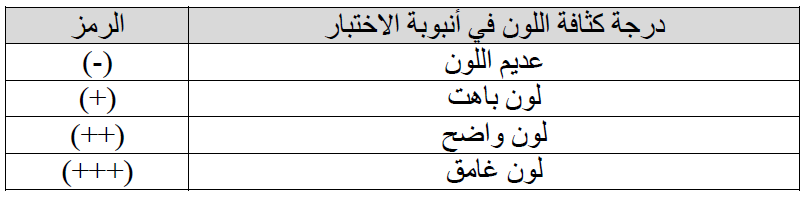 درجة كثافة اللون في أنبوبة الاختبار الرمز
عديم اللون (-)
لون باهت (+)
لون واضح (++)
لون غامق (+++)